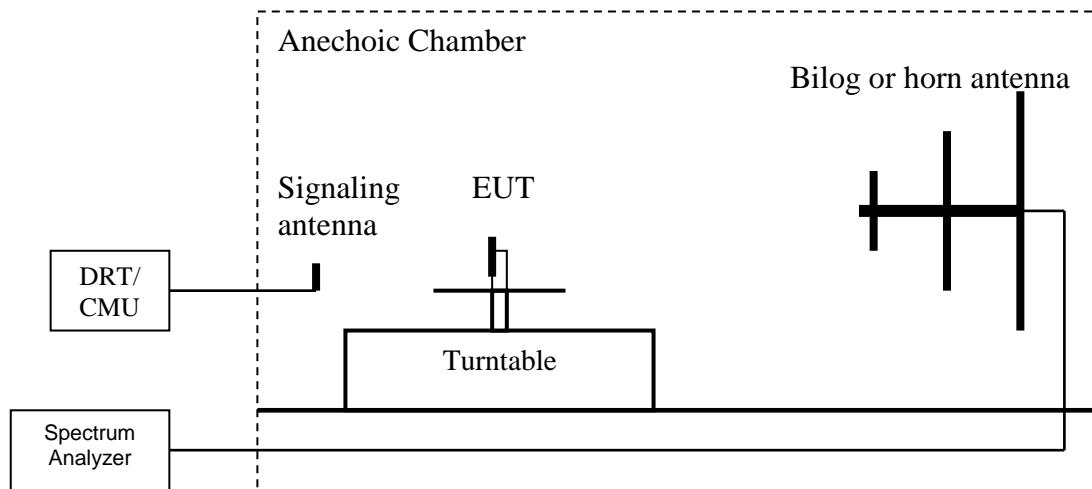 Anechoic Chamber
Bilog or horn antenna
Signaling
antenna
EUT
DRT/
CMU
Turntable
Spectrum
Analyzer